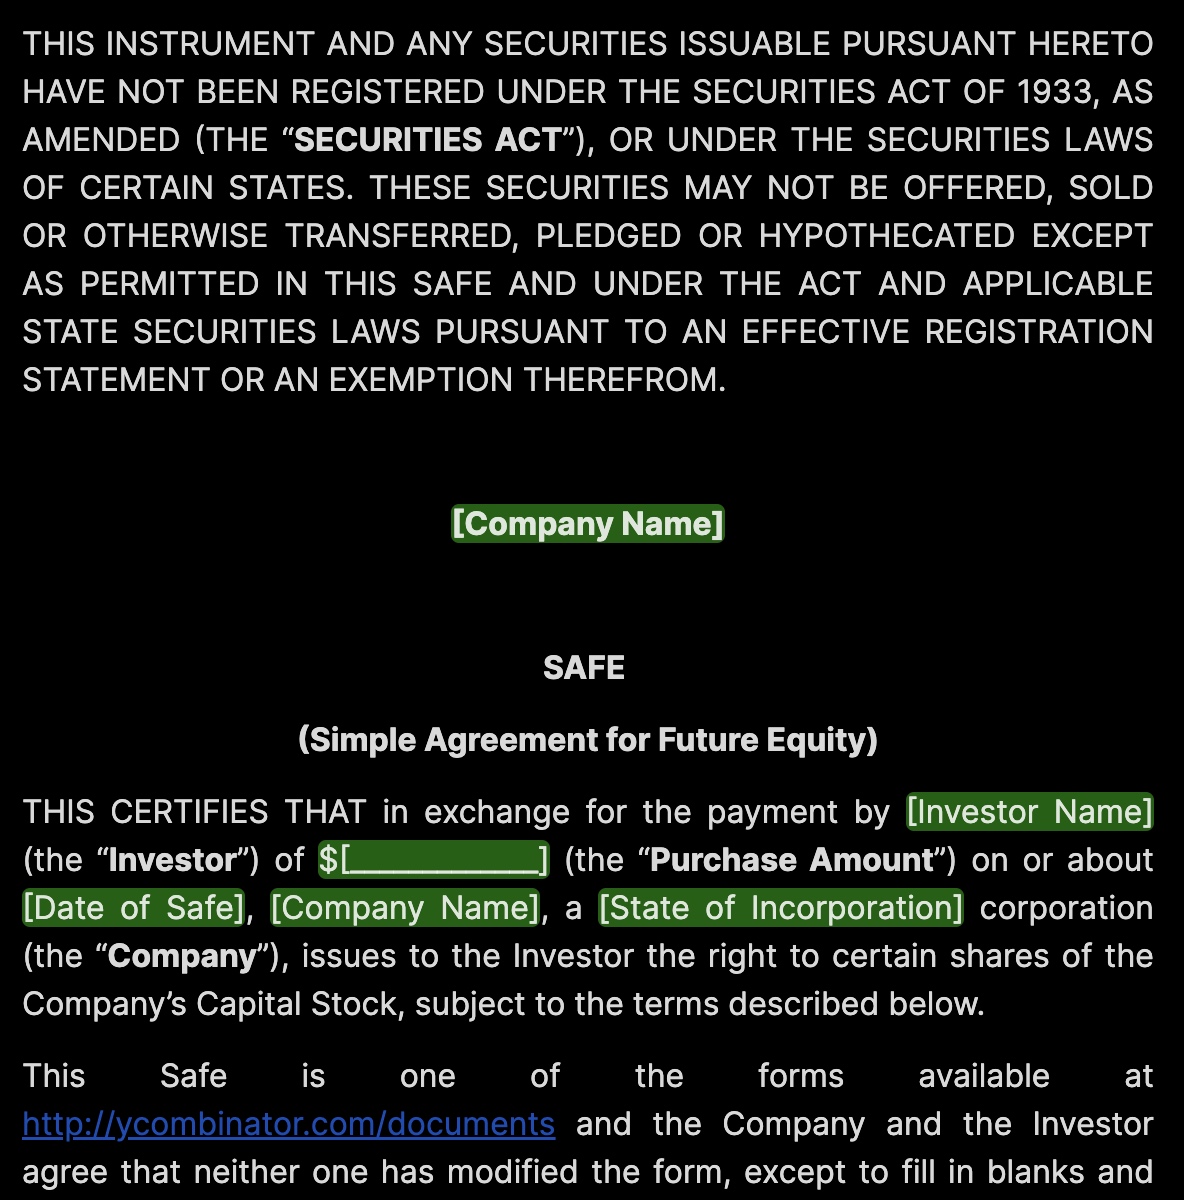 THIS INSTRUMENT AND ANY SECURITIES ISSUABLE PURSUANT HERETO
HAVE NOT BEEN REGISTERED UNDER THE SECURITIES ACT OF 1933, AS
AMENDED (THE “SECURITIES ACT”), OR UNDER THE SECURITIES LAWS
OF CERTAIN STATES. THESE SECURITIES MAY NOT BE OFFERED, SOLD
OR OTHERWISE TRANSFERRED, PLEDGED OR HYPOTHECATED EXCEPT
AS PERMITTED IN THIS SAFE AND UNDER THE ACT AND APPLICABLE
STATE SECURITIES LAWS PURSUANT TO AN EFFECTIVE REGISTRATION
STATEMENT OR AN EXEMPTION THEREFROM.
[Company Name]
SAFE
(Simple Agreement for Future Equity)
THIS CERTIFIES THAT in exchange for the payment by [Investor Name]
(the “Investor”) of $[_____________] (the “Purchase Amount”) on or about
[Date of Safe], [Company Name], a [State of Incorporation] corporation
(the “Company”), issues to the Investor the right to certain shares of the
Company’s Capital Stock, subject to the terms described below.
This Safe is one of the forms available at
http://ycombinator.com/documents and the Company and the Investor
agree that neither one has modified the form, except to fill in blanks and